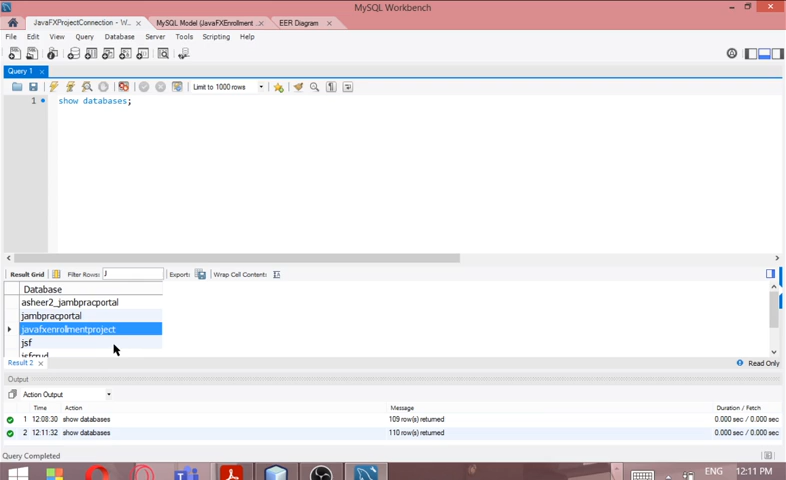 MySQL Workbench
JavaFXProjectConnection - W... × MySQL Model (JavaFXEnrollment... × EER Diagram ×
File Edit View Query Database Server Tools Scripting Help
Query 1 ×
Limit to 1000 rows
1 show databases;
Result Grid Filter Rows: J Export: Wrap Cell Content:
Database
asheer2_jambpracportal
jambpracportal
javafxenrollmentproject
jsf
jsfcrud
Result 2 × Read Only
Output
Action Output
Time Action Message Duration / Fetch
1 12:08:30 show databases 109 row(s) returned 0.000 sec / 0.000 sec
2 12:11:32 show databases 110 row(s) returned 0.000 sec / 0.000 sec
Query Completed
ENG 12:11 PM